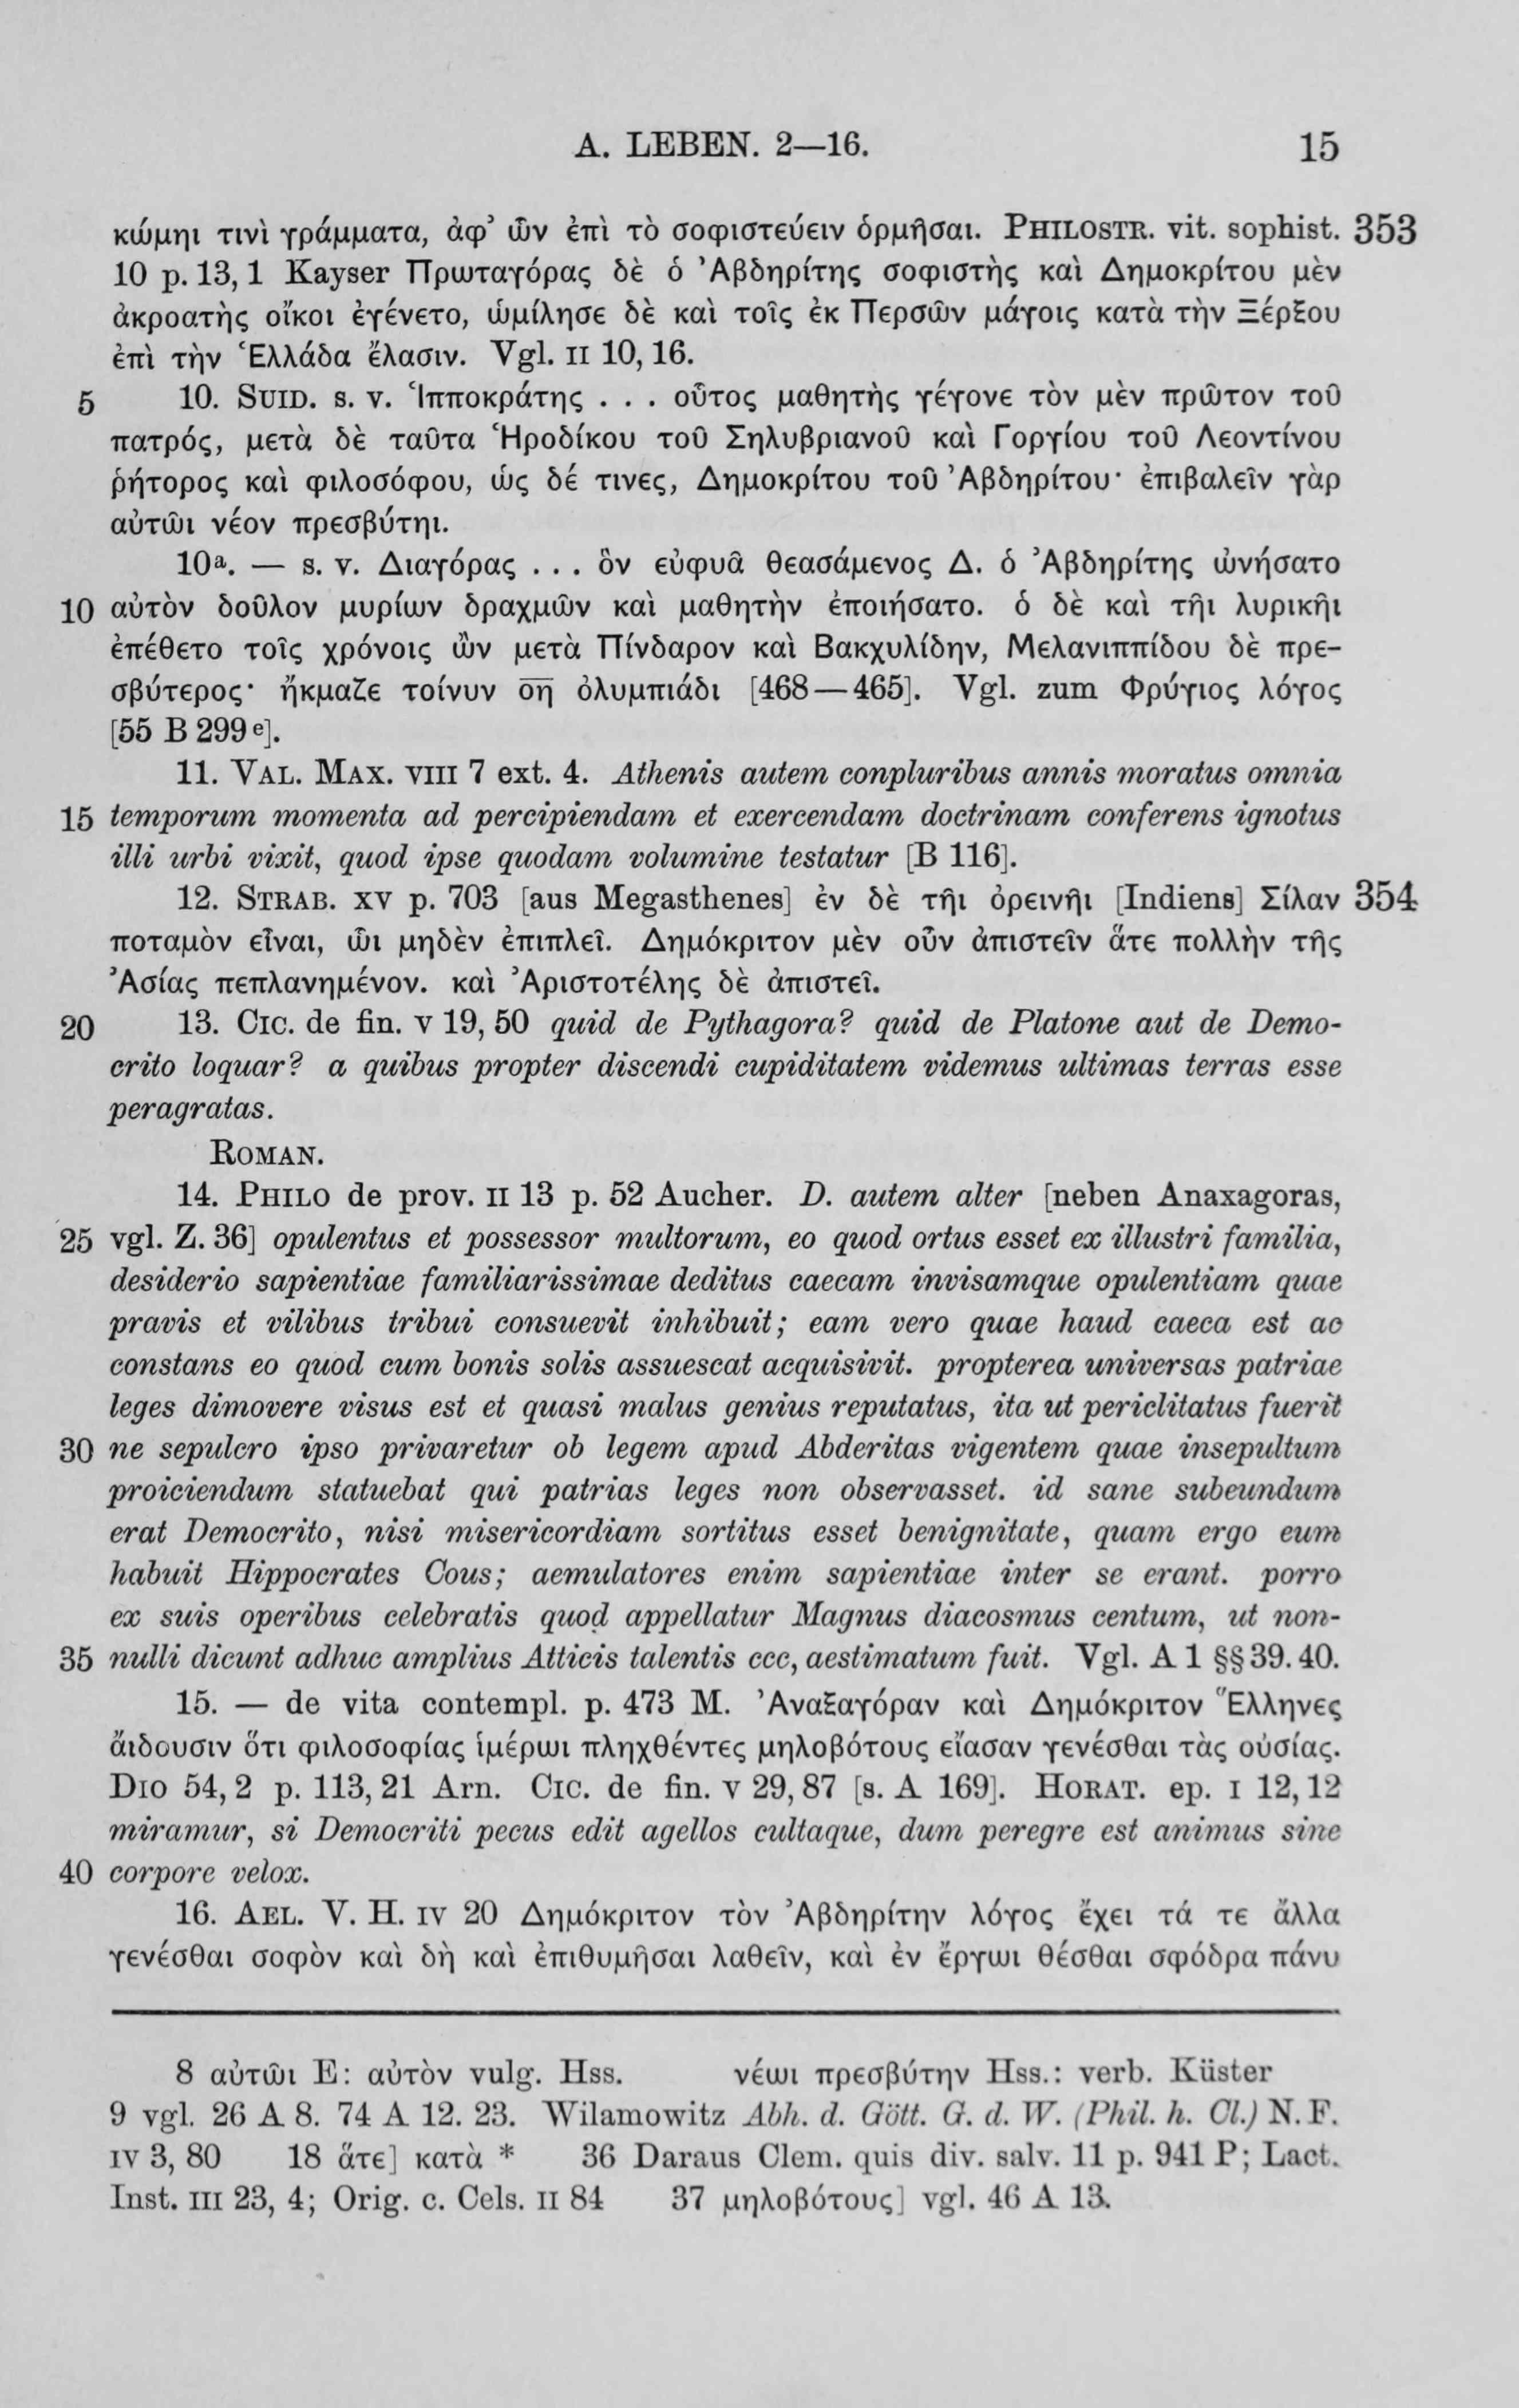 A. LEBEN. 2—16. 15
κώμηι τινὶ γράμματα, ἀφ’ ὧν ἐπὶ τὸ σοφιστεύειν ὁρμῆσαι. PHILOSTR. vit. sophist. 353
10 p. 13, 1 Kayser Πρωταγόρας δὲ ὁ Ἀβδηρίτης σοφιστὴς καὶ Δημοκρίτου μὲν
ἀκροατὴς οἴκοι ἐγένετο, ὡμίλησε δὲ καὶ τοῖς ἐκ Περσῶν μάγοις κατὰ τὴν Ξέρξου
ἐπὶ τὴν Ἑλλάδα ἔλασιν. Vgl. II 10, 16.
5 10. SUID. s. v. Ἱπποκράτης . . . οὗτος μαθητὴς γέγονε τὸν μὲν πρῶτον τοῦ
πατρός, μετὰ δὲ ταῦτα Ἡροδίκου τοῦ Σηλυβριανοῦ καὶ Γοργίου τοῦ Λεοντίνου
ῥήτορος καὶ φιλοσόφου, ὡς δέ τινες, Δημοκρίτου τοῦ Ἀβδηρίτου· ἐπιβαλεῖν γὰρ
αὐτῶι νέον πρεσβύτηι.
10ᵃ. — s. v. Διαγόρας . . . ὃν εὐφυᾶ θεασάμενος Δ. ὁ Ἀβδηρίτης ὠνήσατο
10 αὐτὸν δοῦλον μυρίων δραχμῶν καὶ μαθητὴν ἐποιήσατο. ὁ δὲ καὶ τῆι λυρικῆι
ἐπέθετο τοῖς χρόνοις ὢν μετὰ Πίνδαρον καὶ Βακχυλίδην, Μελανιππίδου δὲ πρε-
σβύτερος· ἤκμαζε τοίνυν ο̅η̅ ὀλυμπιάδι [468—465]. Vgl. zum Φρύγιος λόγος
[55 B 299ᵉ].
11. VAL. MAX. VIII 7 ext. 4. Athenis autem conpluribus annis moratus omnia
15 temporum momenta ad percipiendam et exercendam doctrinam conferens ignotus
illi urbi vixit, quod ipse quodam volumine testatur [B 116].
12. STRAB. XV p. 703 [aus Megasthenes] ἐν δὲ τῆι ὀρεινῆι [Indiens] Σίλαν 354
ποταμὸν εἶναι, ὧι μηδὲν ἐπιπλεῖ. Δημόκριτον μὲν οὖν ἀπιστεῖν ἅτε πολλὴν τῆς
Ἀσίας πεπλανημένον. καὶ Ἀριστοτέλης δὲ ἀπιστεῖ.
20 13. CIC. de fin. V 19, 50 quid de Pythagora? quid de Platone aut de Demo-
crito loquar? a quibus propter discendi cupiditatem videmus ultimas terras esse
peragratas.
ROMAN.
14. PHILO de prov. II 13 p. 52 Aucher. D. autem alter [neben Anaxagoras,
25 vgl. Z. 36] opulentus et possessor multorum, eo quod ortus esset ex illustri familia,
desiderio sapientiae familiarissimae deditus caecam invisamque opulentiam quae
pravis et vilibus tribui consuevit inhibuit; eam vero quae haud caeca est ac
constans eo quod cum bonis solis assuescat acquisivit. propterea universas patriae
leges dimovere visus est et quasi malus genius reputatus, ita ut periclitatus fuerit
30 ne sepulcro ipso privaretur ob legem apud Abderitas vigentem quae insepultum
proiciendum statuebat qui patrias leges non observasset. id sane subeundum
erat Democrito, nisi misericordiam sortitus esset benignitate, quam ergo eum
habuit Hippocrates Cous; aemulatores enim sapientiae inter se erant. porro
ex suis operibus celebratis quod appellatur Magnus diacosmus centum, ut non-
35 nulli dicunt adhuc amplius Atticis talentis ccc, aestimatum fuit. Vgl. A 1 §§ 39. 40.
15. — de vita contempl. p. 473 M. Ἀναξαγόραν καὶ Δημόκριτον Ἕλληνες
ἄιδουσιν ὅτι φιλοσοφίας ἱμέρωι πληχθέντες μηλοβότους εἴασαν γενέσθαι τὰς οὐσίας.
DIO 54, 2 p. 113, 21 Arn. CIC. de fin. V 29, 87 [s. A 169]. HORAT. ep. I 12, 12
miramur, si Democriti pecus edit agellos cultaque, dum peregre est animus sine
40 corpore velox.
16. AEL. V. H. IV 20 Δημόκριτον τὸν Ἀβδηρίτην λόγος ἔχει τά τε ἄλλα
γενέσθαι σοφὸν καὶ δὴ καὶ ἐπιθυμῆσαι λαθεῖν, καὶ ἐν ἔργωι θέσθαι σφόδρα πάνυ
8 αὐτῶι E: αὐτὸν vulg. Hss. νέωι πρεσβύτην Hss.: verb. Küster
9 vgl. 26 A 8. 74 A 12. 23. Wilamowitz Abh. d. Gött. G. d. W. (Phil. h. Cl.) N. F.
IV 3, 80 18 ἅτε] κατὰ * 36 Daraus Clem. quis div. salv. 11 p. 941 P; Lact.
Inst. III 23, 4; Orig. c. Cels. II 84 37 μηλοβότους] vgl. 46 A 13.